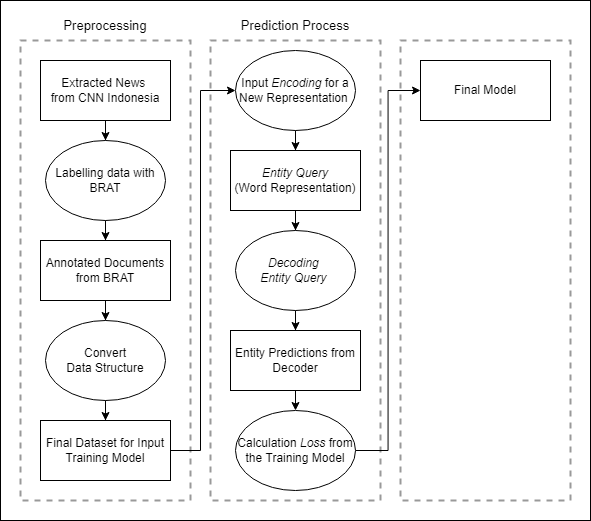 Preprocessing
Extracted News
from CNN Indonesia
Labelling data with
BRAT
Annotated Documents
from BRAT
Convert
Data Structure
Final Dataset for Input
Training Model
Prediction Process
Input Encoding for a
New Representation
Entity Query
(Word Representation)
Decoding
Entity Query
Entity Predictions from
Decoder
Calculation Loss from
the Training Model
Final Model